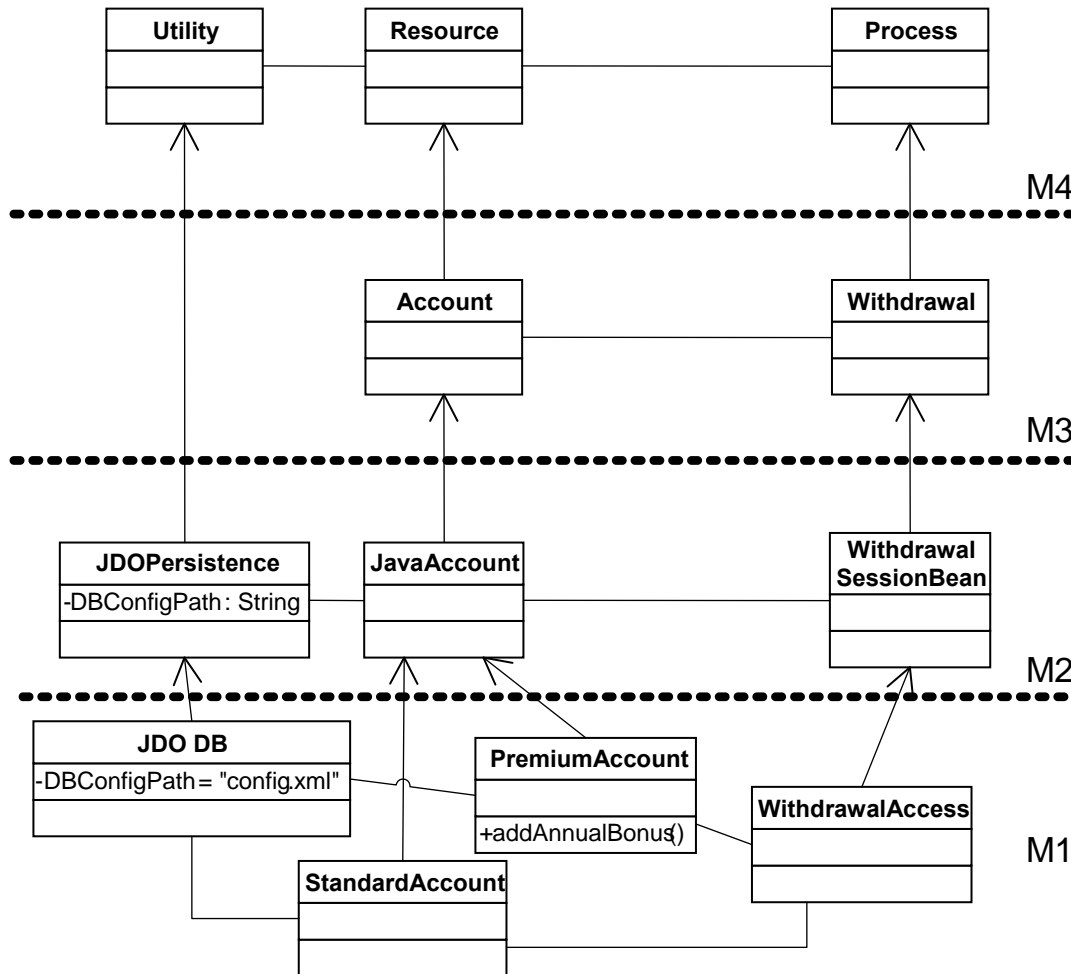 Utility
Resource
Process
M4
Account
Withdrawal
M3
JDOPersistence
-DBConfigPath: String
JavaAccount
Withdrawal
SessionBean
M2
JDO DB
-DBConfigPath= "config.xml"
PremiumAccount
+addAnnualBonus()
WithdrawalAccess
M1
StandardAccount